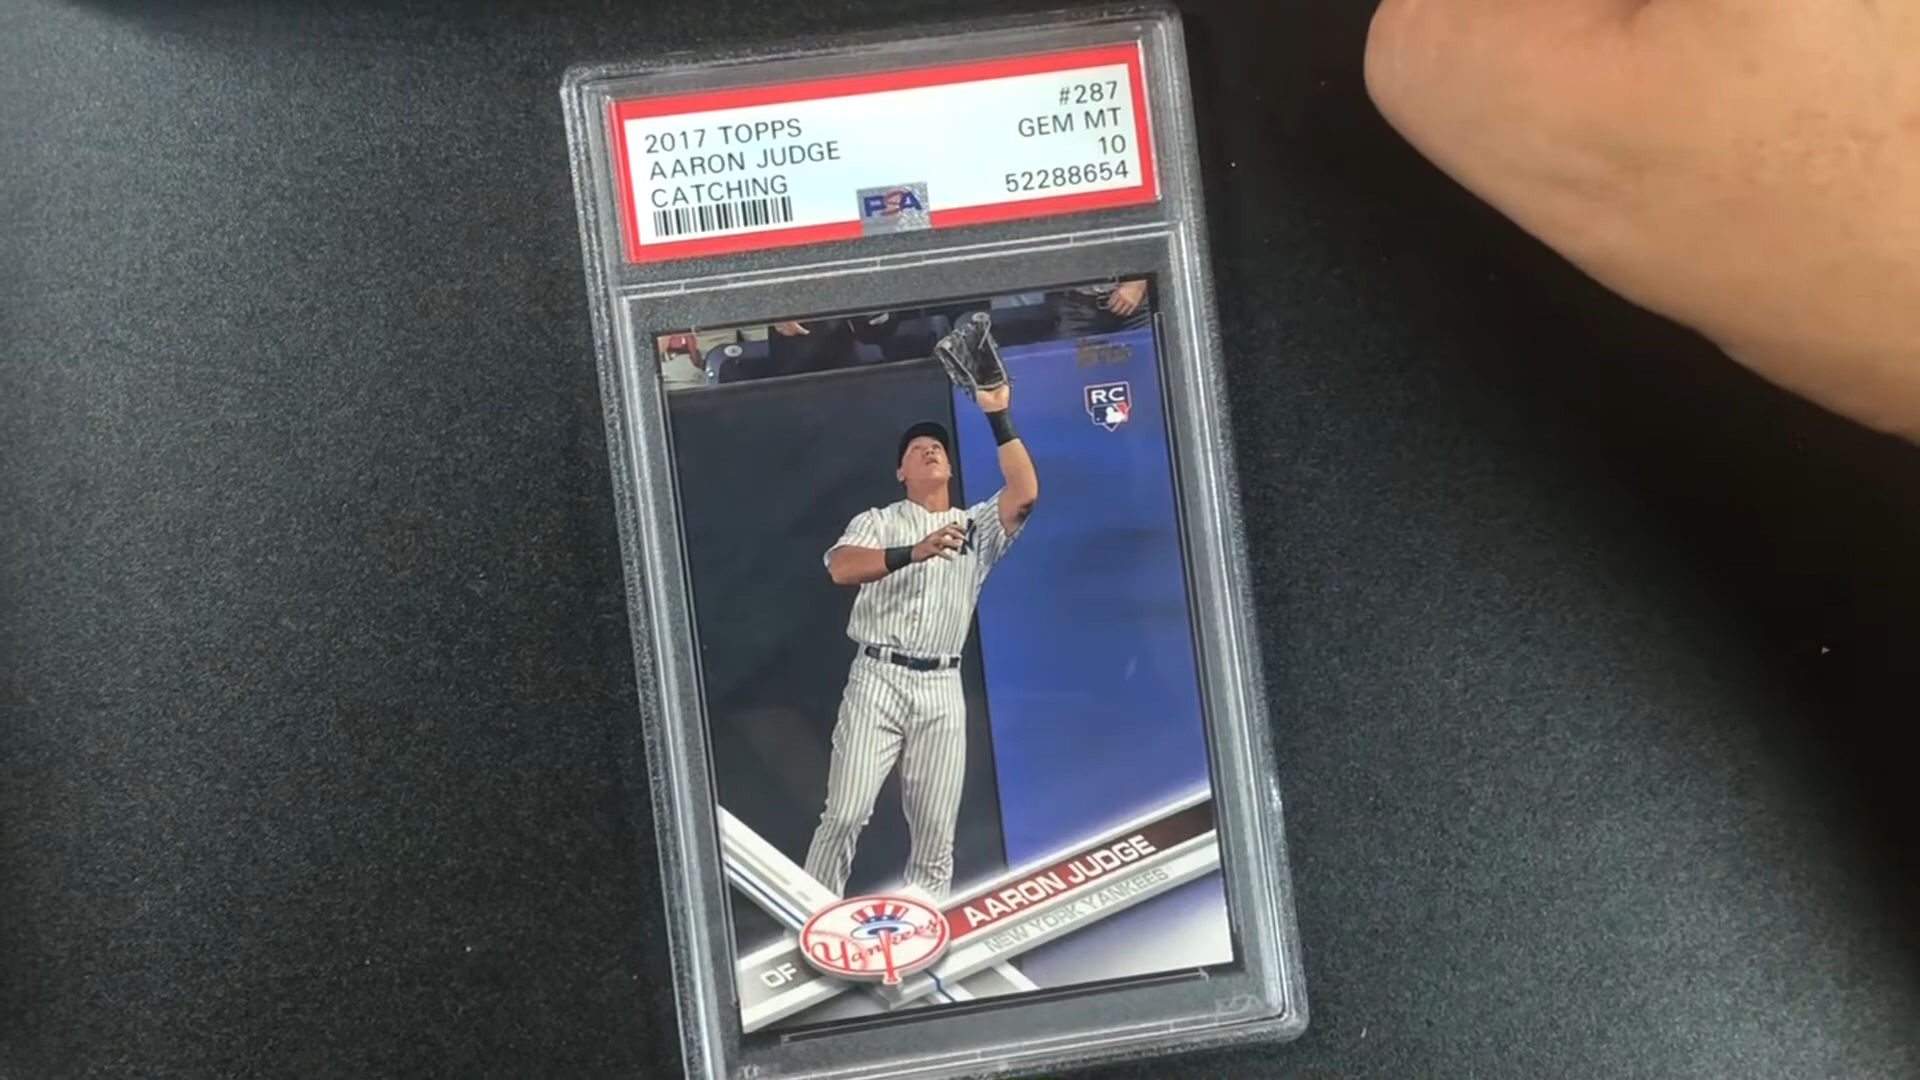 2017 TOPPS
AARON JUDGE
CATCHING
#287
GEM MT
10
52288654
PSA
RC
AARON JUDGE
NEW YORK YANKEES
OF
Yankees